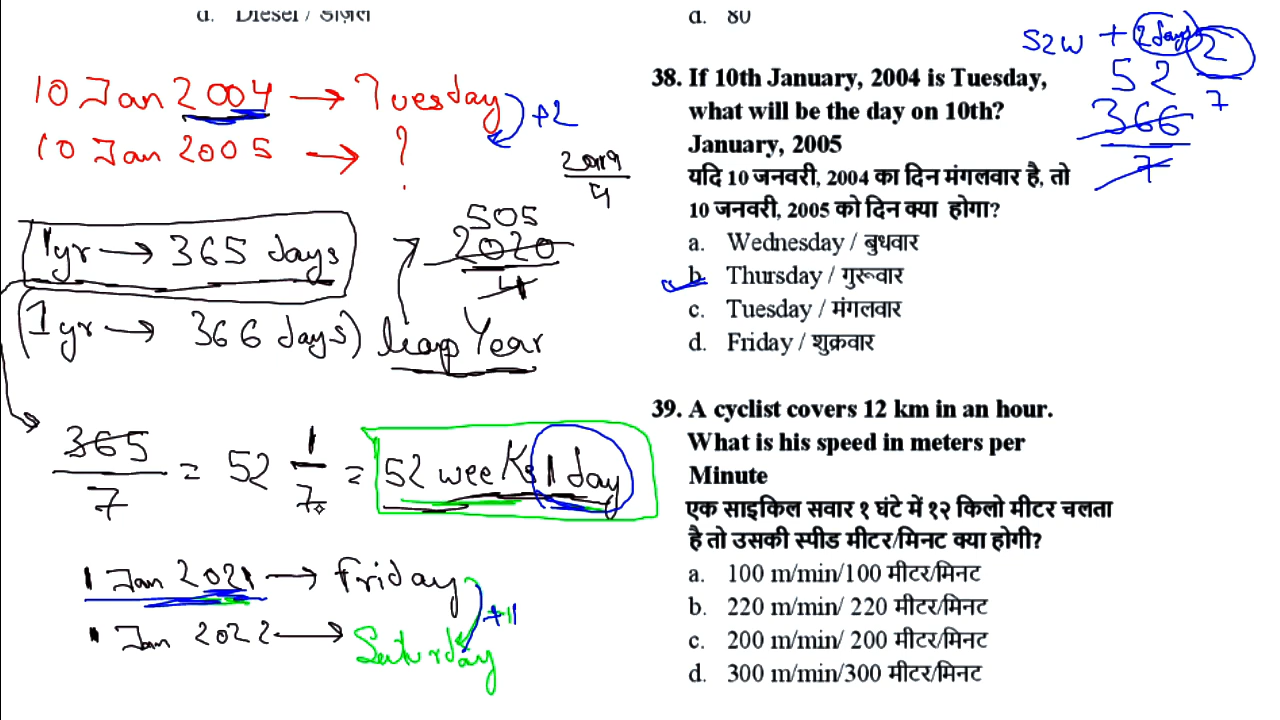 d. Diesel / डीज़ल
10 Jan 2004 → Tuesday +2
10 Jan 2005 → ?
2019
4
1yr → 365 days
505
2020
4
(1yr → 366 days) leap Year
365
7
= 52 1/7 = 52 weeks 1 day
1 Jan 2021 → Friday +1
1 Jan 2022 → Saturday
a. 80
52W + 2days 2
52 7
366
7
38. If 10th January, 2004 is Tuesday,
what will be the day on 10th?
January, 2005
यदि 10 जनवरी, 2004 का दिन मंगलवार है, तो
10 जनवरी, 2005 को दिन क्या होगा?
a. Wednesday / बुधवार
b. Thursday / गुरूवार
c. Tuesday / मंगलवार
d. Friday / शुक्रवार
39. A cyclist covers 12 km in an hour.
What is his speed in meters per
Minute
एक साइकिल सवार १ घंटे में १२ किलो मीटर चलता
है तो उसकी स्पीड मीटर/मिनट क्या होगी?
a. 100 m/min/100 मीटर/मिनट
b. 220 m/min/ 220 मीटर/मिनट
c. 200 m/min/ 200 मीटर/मिनट
d. 300 m/min/300 मीटर/मिनट